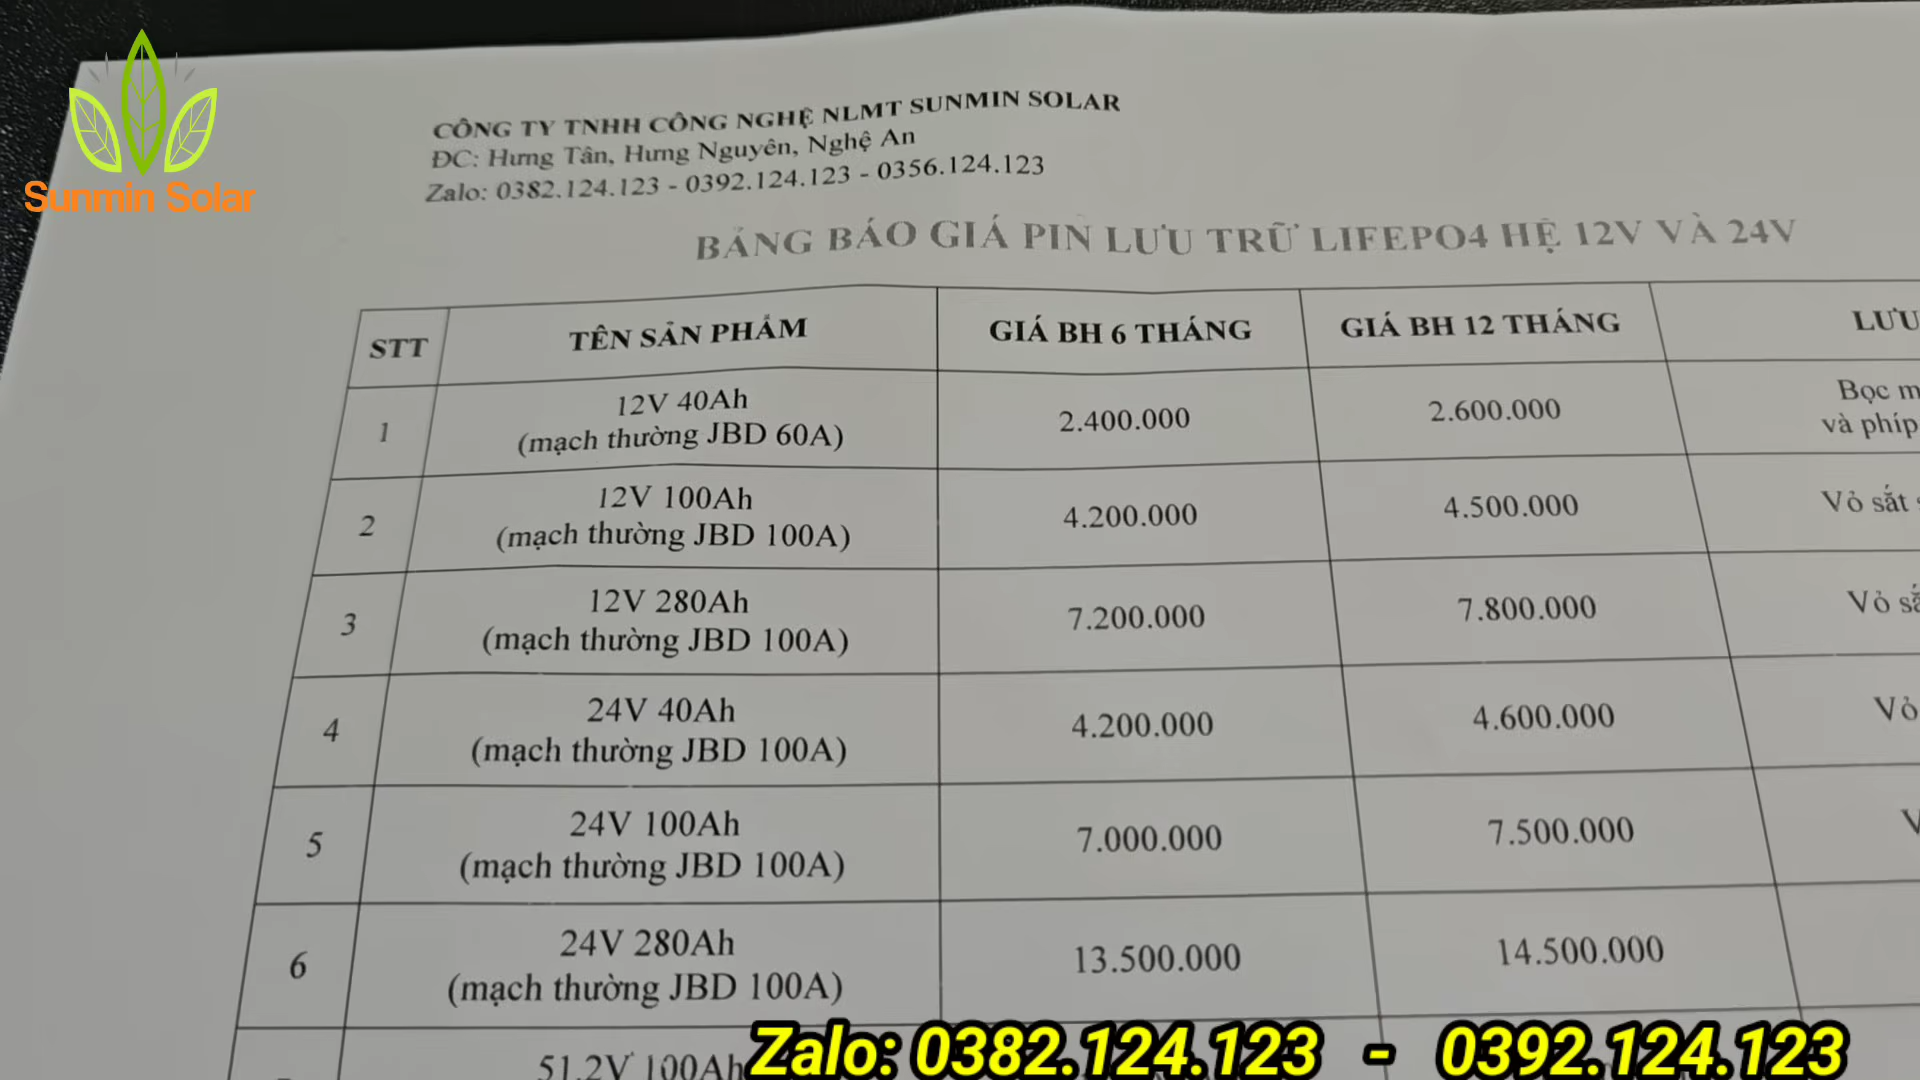 Sunmin Solar
CÔNG TY TNHH CÔNG NGHỆ NLMT SUNMIN SOLAR
ĐC: Hưng Tân, Hưng Nguyên, Nghệ An
Zalo: 0382.124.123 - 0392.124.123 - 0356.124.123
BẢNG BÁO GIÁ PIN LƯU TRỮ LIFEPO4 HỆ 12V VÀ 24V
STT TÊN SẢN PHẨM GIÁ BH 6 THÁNG GIÁ BH 12 THÁNG LƯU
1 12V 40Ah 2.400.000 2.600.000 Bọc
(mạch thường JBD 60A) và phíp
2 12V 100Ah 4.200.000 4.500.000 Vỏ sắt
(mạch thường JBD 100A)
3 12V 280Ah 7.200.000 7.800.000 Vỏ
(mạch thường JBD 100A)
4 24V 40Ah 4.200.000 4.600.000 Vỏ
(mạch thường JBD 100A)
5 24V 100Ah 7.000.000 7.500.000
(mạch thường JBD 100A)
6 24V 280Ah 13.500.000 14.500.000
(mạch thường JBD 100A)
51.2V 100Ah
Zalo: 0382.124.123 - 0392.124.123